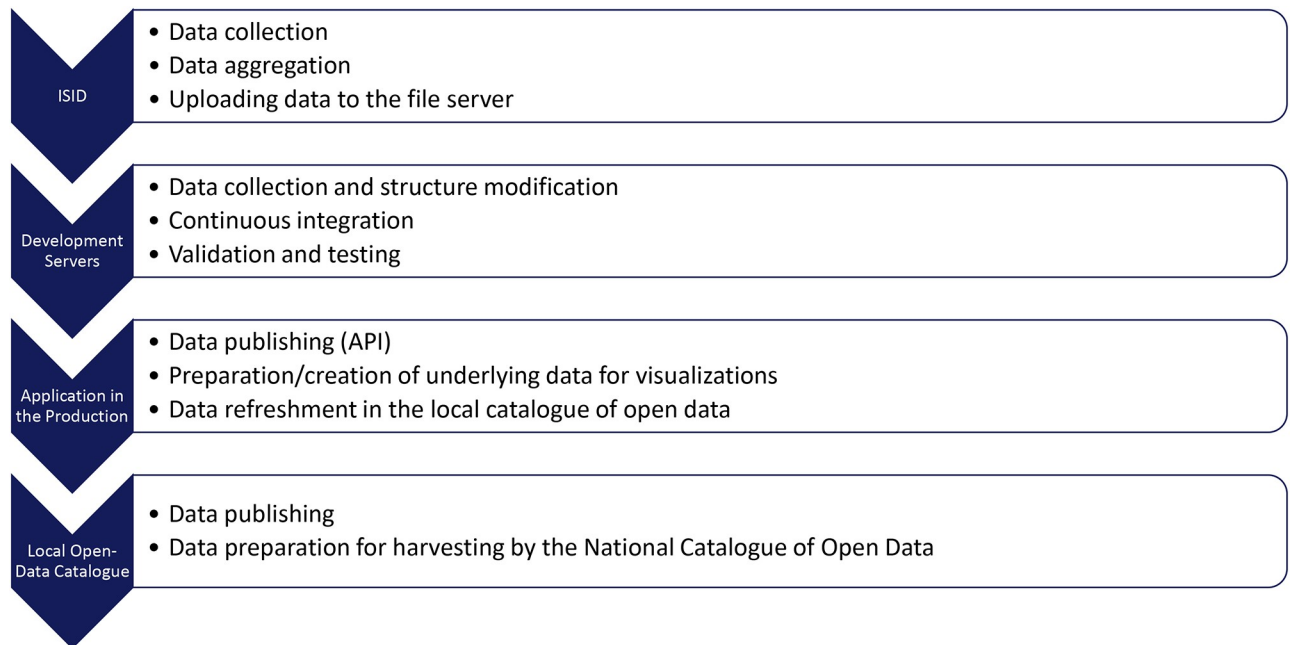 ISID
• Data collection
• Data aggregation
• Uploading data to the file server
Development
Servers
• Data collection and structure modification
• Continuous integration
• Validation and testing
Application in
the Production
• Data publishing (API)
• Preparation/creation of underlying data for visualizations
• Data refreshment in the local catalogue of open data
Local Open-
Data Catalogue
• Data publishing
• Data preparation for harvesting by the National Catalogue of Open Data